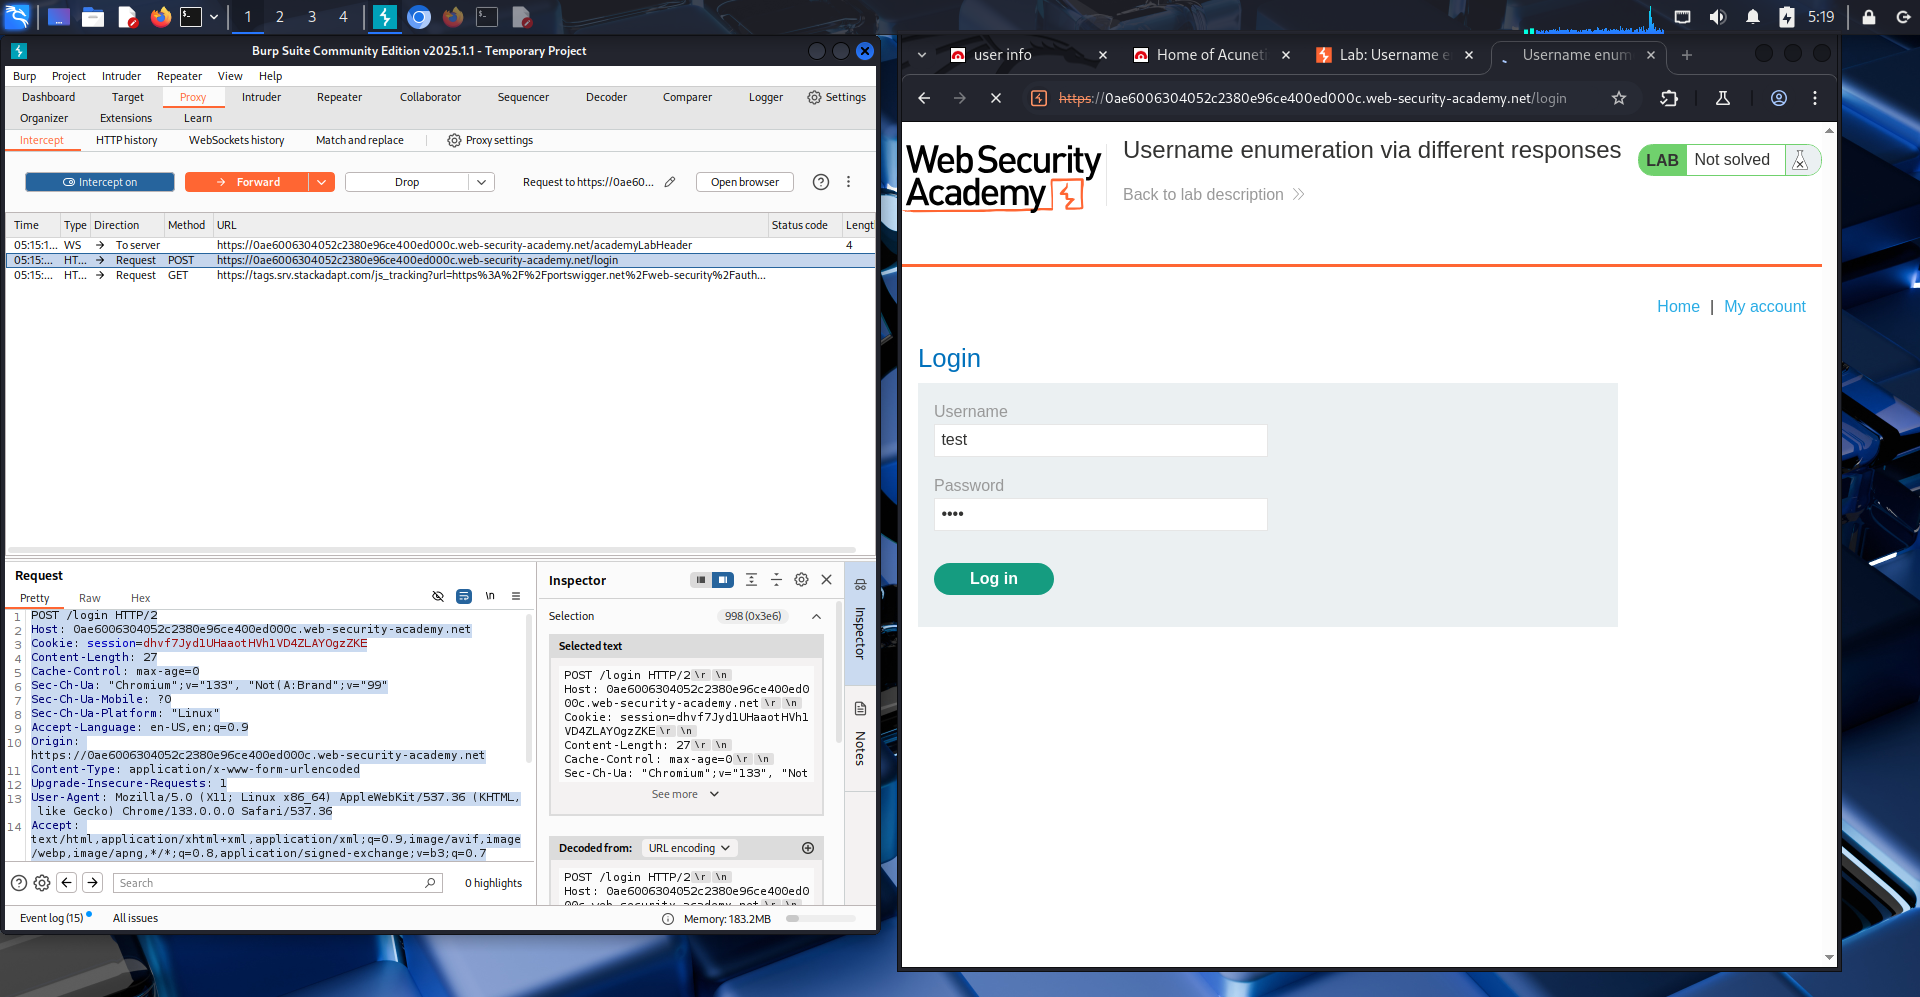 1
2
3
4
5:19
Burp Suite Community Edition v2025.1.1 - Temporary Project
Burp Project Intruder Repeater View Help
Dashboard Target Proxy Intruder Repeater Collaborator Sequencer Decoder Comparer Logger Settings
Organizer Extensions Learn
Intercept HTTP history WebSockets history Match and replace Proxy settings
Intercept on Forward Drop Request to https://0ae60... Open browser
Time Type Direction Method URL Status code Lengt
05:15:1... WS To server https://0ae6006304052c2380e96ce400ed000c.web-security-academy.net/academyLabHeader 4
05:15:... HT... Request POST https://0ae6006304052c2380e96ce400ed000c.web-security-academy.net/login
05:15:... HT... Request GET https://tags.srv.stackadapt.com/js_tracking?url=https%3A%2F%2Fportswigger.net%2Fweb-security%2Fauth...
Request
Pretty Raw Hex \n
1 POST /login HTTP/2
2 Host: 0ae6006304052c2380e96ce400ed000c.web-security-academy.net
3 Cookie: session=dhvf7Jyd1UHaaotHVh1VD4ZLAYOgzZKE
4 Content-Length: 27
5 Cache-Control: max-age=0
6 Sec-Ch-Ua: "Chromium";v="133", "Not(A:Brand";v="99"
7 Sec-Ch-Ua-Mobile: ?0
8 Sec-Ch-Ua-Platform: "Linux"
9 Accept-Language: en-US,en;q=0.9
10 Origin:
https://0ae6006304052c2380e96ce400ed000c.web-security-academy.net
11 Content-Type: application/x-www-form-urlencoded
12 Upgrade-Insecure-Requests: 1
13 User-Agent: Mozilla/5.0 (X11; Linux x86_64) AppleWebKit/537.36 (KHTML,
like Gecko) Chrome/133.0.0.0 Safari/537.36
14 Accept:
text/html,application/xhtml+xml,application/xml;q=0.9,image/avif,image
/webp,image/apng,*/*;q=0.8,application/signed-exchange;v=b3;q=0.7
Search
0 highlights
Inspector
Selection 998 (0x3e6)
Selected text
POST /login HTTP/2\r \n
Host: 0ae6006304052c2380e96ce400ed0
00c.web-security-academy.net\r \n
Cookie: session=dhvf7Jyd1UHaaotHVh1
VD4ZLAYOgzZKE\r \n
Content-Length: 27\r \n
Cache-Control: max-age=0\r \n
Sec-Ch-Ua: "Chromium";v="133", "Not
See more
Decoded from: URL encoding
POST /login HTTP/2\r \n
Host: 0ae6006304052c2380e96ce400ed0
00c.web-security-academy.net\r \n
Inspector
Notes
Event log (15) All issues Memory: 183.2MB
user info
Home of Acuneti
Lab: Username e
Username enum
https://0ae6006304052c2380e96ce400ed000c.web-security-academy.net/login
Web Security
Academy
Username enumeration via different responses
Back to lab description
LAB Not solved
Home | My account
Login
Username
test
Password
••••
Log in